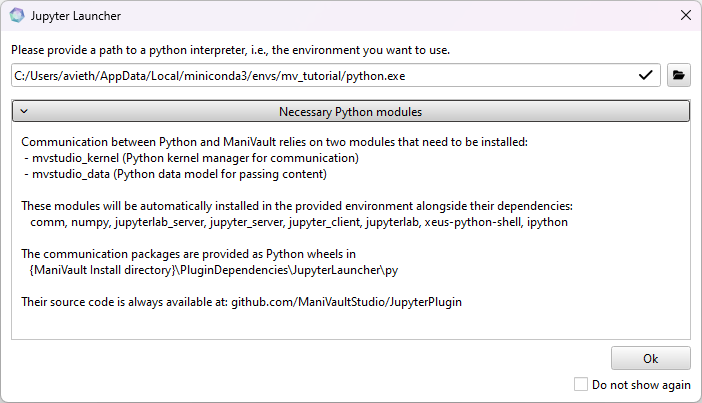 Jupyter Launcher
Please provide a path to a python interpreter, i.e., the environment you want to use.
C:/Users/avieth/AppData/Local/miniconda3/envs/mv_tutorial/python.exe
Necessary Python modules
Communication between Python and ManiVault relies on two modules that need to be installed:
- mvstudio_kernel (Python kernel manager for communication)
- mvstudio_data (Python data model for passing content)
These modules will be automatically installed in the provided environment alongside their dependencies:
comm, numpy, jupyterlab_server, jupyter_server, jupyter_client, jupyterlab, xeus-python-shell, ipython
The communication packages are provided as Python wheels in
{ManiVault Install directory}\PluginDependencies\JupyterLauncher\py
Their source code is always available at: github.com/ManiVaultStudio/JupyterPlugin
Ok
Do not show again